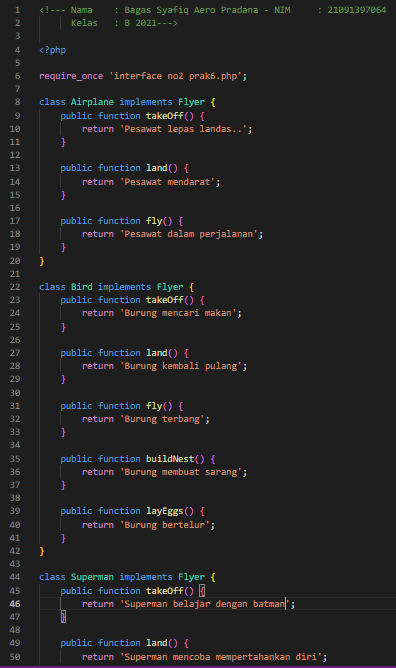 1 <!--- Nama    : Bagas Syafiq Aero Pradana - NIM     : 21091397064
2       Kelas   : B 2021--->
3
4 <?php
5
6 require_once 'interface no2 prak6.php';
7
8 class Airplane implements Flyer {
9     public function takeOff() {
10         return 'Pesawat lepas landas..';
11     }
12
13     public function land() {
14         return 'Pesawat mendarat';
15     }
16
17     public function fly() {
18         return 'Pesawat dalam perjalanan';
19     }
20 }
21
22 class Bird implements Flyer {
23     public function takeOff() {
24         return 'Burung mencari makan';
25     }
26
27     public function land() {
28         return 'Burung kembali pulang';
29     }
30
31     public function fly() {
32         return 'Burung terbang';
33     }
34
35     public function buildNest() {
36         return 'Burung membuat sarang';
37     }
38
39     public function layEggs() {
40         return 'Burung bertelur';
41     }
42 }
43
44 class Superman implements Flyer {
45     public function takeOff() {
46         return 'Superman belajar dengan batman';
47     }
48
49     public function land() {
50         return 'Superman mencoba mempertahankan diri';